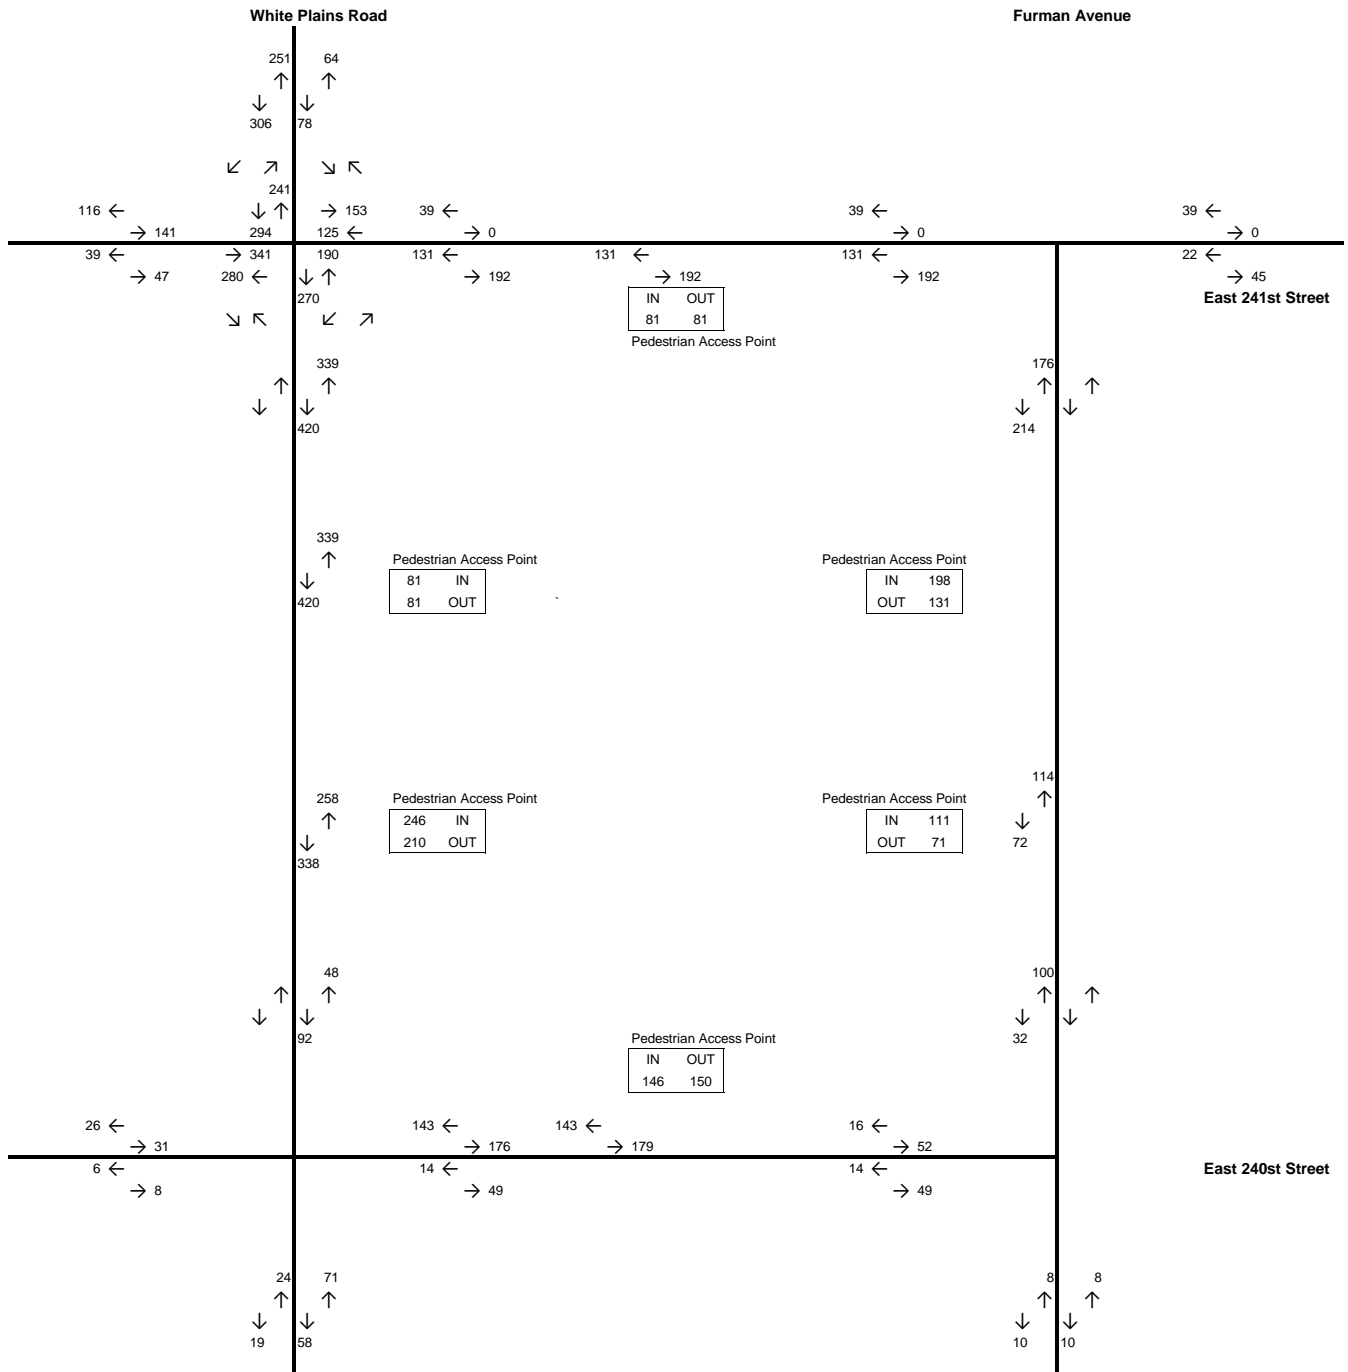 White Plains Road Furman Avenue
251 64
↑ ↑
↓ ↓
306 78
↙ ↗ ↘ ↖
241
116 ← ↓ ↑ → 153 39 ← 39 ← 39 ←
→ 141 294 125 ← → 0 → 0 → 0
39 ← → 341 190 131 ← 131 ← 131 ← 22 ←
→ 47 280 ← ↓ ↑ → 192 → 192 → 192 → 45
270 IN OUT East 241st Street
↘ ↖ ↙ ↗ 81 81
Pedestrian Access Point
339 176
↑ ↑ ↑ ↑
↓ ↓ ↓ ↓
420 214
339
↑ Pedestrian Access Point Pedestrian Access Point
↓ 81 IN IN 198
420 81 OUT ` OUT 131
114
258 Pedestrian Access Point Pedestrian Access Point ↑
↑ 246 IN IN 111 ↓
↓ 210 OUT OUT 71 72
338
48 100
↑ ↑ ↑ ↑
↓ ↓ ↓ ↓
92 Pedestrian Access Point 32
IN OUT
146 150
26 ← 143 ← 143 ← 16 ←
→ 31 → 176 → 179 → 52
6 ← 14 ← 14 ← East 240st Street
→ 8 → 49 → 49
24 71 8 8
↑ ↑ ↑ ↑
↓ ↓ ↓ ↓
19 58 10 10